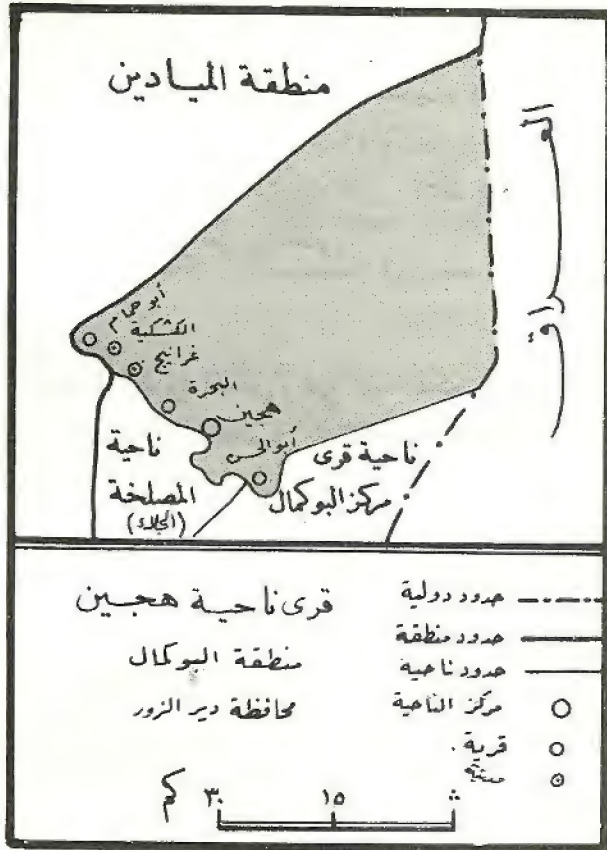 منطقة الميادين
العراق
أبو حمام
الكشكية
غرانيج
البحرة
هجين
أبو الحسن
ناحية
المصلخة
(الجلاء)
ناحية قرى
مركز البوكمال
قرى ناحية هجين
منطقة البوكمال
محافظة دير الزور
حدود دولية
حدود منطقة
حدود ناحية
مركز الناحية
قرية .
٣٠ ١٥
كم